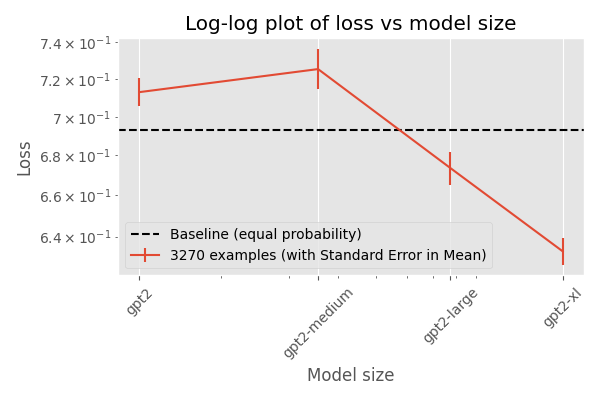 Log-log plot of loss vs model size
7.4 × 10⁻¹
7.2 × 10⁻¹
7 × 10⁻¹
6.8 × 10⁻¹
6.6 × 10⁻¹
6.4 × 10⁻¹
Loss
Baseline (equal probability)
3270 examples (with Standard Error in Mean)
gpt2
gpt2-medium
gpt2-large
gpt2-xl
Model size